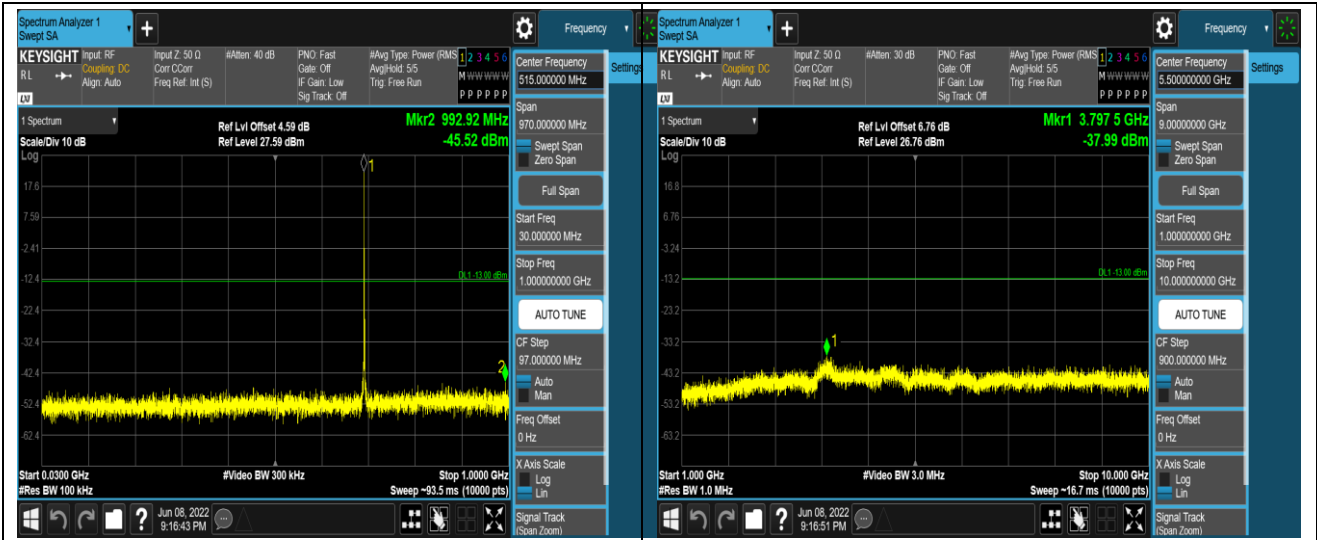 Spectrum Analyzer 1
Swept SA
+
Frequency
KEYSIGHT
Input: RF
Coupling: DC
Align: Auto
Input Z: 50 Ω
Corr CCorr
Freq Ref: Int (S)
#Atten: 40 dB
PNO: Fast
Gate: Off
IF Gain: Low
Sig Track: Off
#Avg Type: Power (RMS
Avg|Hold: 5/5
Trig: Free Run
1 2 3 4 5 6
M W W W W W
P P P P P P
RL
LXI
Center Frequency
515.000000 MHz
Settings
Span
970.000000 MHz
Swept Span
Zero Span
Full Span
Start Freq
30.000000 MHz
Stop Freq
1.000000000 GHz
AUTO TUNE
CF Step
97.000000 MHz
Auto
Man
Freq Offset
0 Hz
X Axis Scale
Log
Lin
Signal Track
(Span Zoom)
1 Spectrum
Scale/Div 10 dB
Log
Ref Lvl Offset 4.59 dB
Ref Level 27.59 dBm
Mkr2 992.92 MHz
-45.52 dBm
1
17.6
7.59
-2.41
-12.4
DL1 -13.00 dBm
-22.4
-32.4
-42.4
2
-52.4
-62.4
Start 0.0300 GHz
#Res BW 100 kHz
#Video BW 300 kHz
Stop 1.0000 GHz
Sweep ~93.5 ms (10000 pts)
?
Jun 08, 2022
9:16:43 PM
Spectrum Analyzer 1
Swept SA
+
Frequency
KEYSIGHT
Input: RF
Coupling: DC
Align: Auto
Input Z: 50 Ω
Corr CCorr
Freq Ref: Int (S)
#Atten: 30 dB
PNO: Fast
Gate: Off
IF Gain: Low
Sig Track: Off
#Avg Type: Power (RMS
Avg|Hold: 5/5
Trig: Free Run
1 2 3 4 5 6
M W W W W W
P P P P P P
RL
LXI
Center Frequency
5.500000000 GHz
Settings
Span
9.00000000 GHz
Swept Span
Zero Span
Full Span
Start Freq
1.000000000 GHz
Stop Freq
10.000000000 GHz
AUTO TUNE
CF Step
900.000000 MHz
Auto
Man
Freq Offset
0 Hz
X Axis Scale
Log
Lin
Signal Track
(Span Zoom)
1 Spectrum
Scale/Div 10 dB
Log
Ref Lvl Offset 6.76 dB
Ref Level 26.76 dBm
Mkr1 3.797 5 GHz
-37.99 dBm
16.8
6.76
-3.24
-13.2
DL1 -13.00 dBm
-23.2
-33.2
1
-43.2
-53.2
-63.2
Start 1.000 GHz
#Res BW 1.0 MHz
#Video BW 3.0 MHz
Stop 10.000 GHz
Sweep ~16.7 ms (10000 pts)
?
Jun 08, 2022
9:16:51 PM